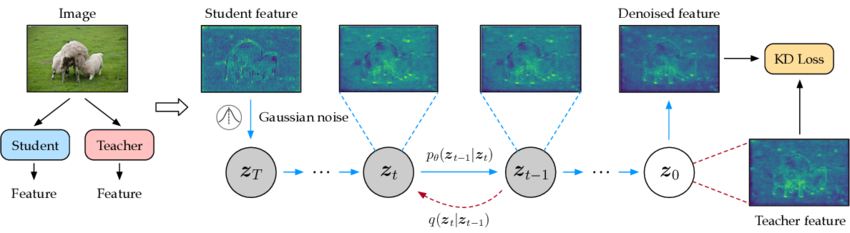 Image
Student feature
Denoised feature
KD Loss
Gaussian noise
Student
Teacher
Feature
Feature
z_T
...
z_t
p_θ(z_{t−1}|z_t)
z_{t−1}
...
z_0
q(z_t|z_{t−1})
Teacher feature